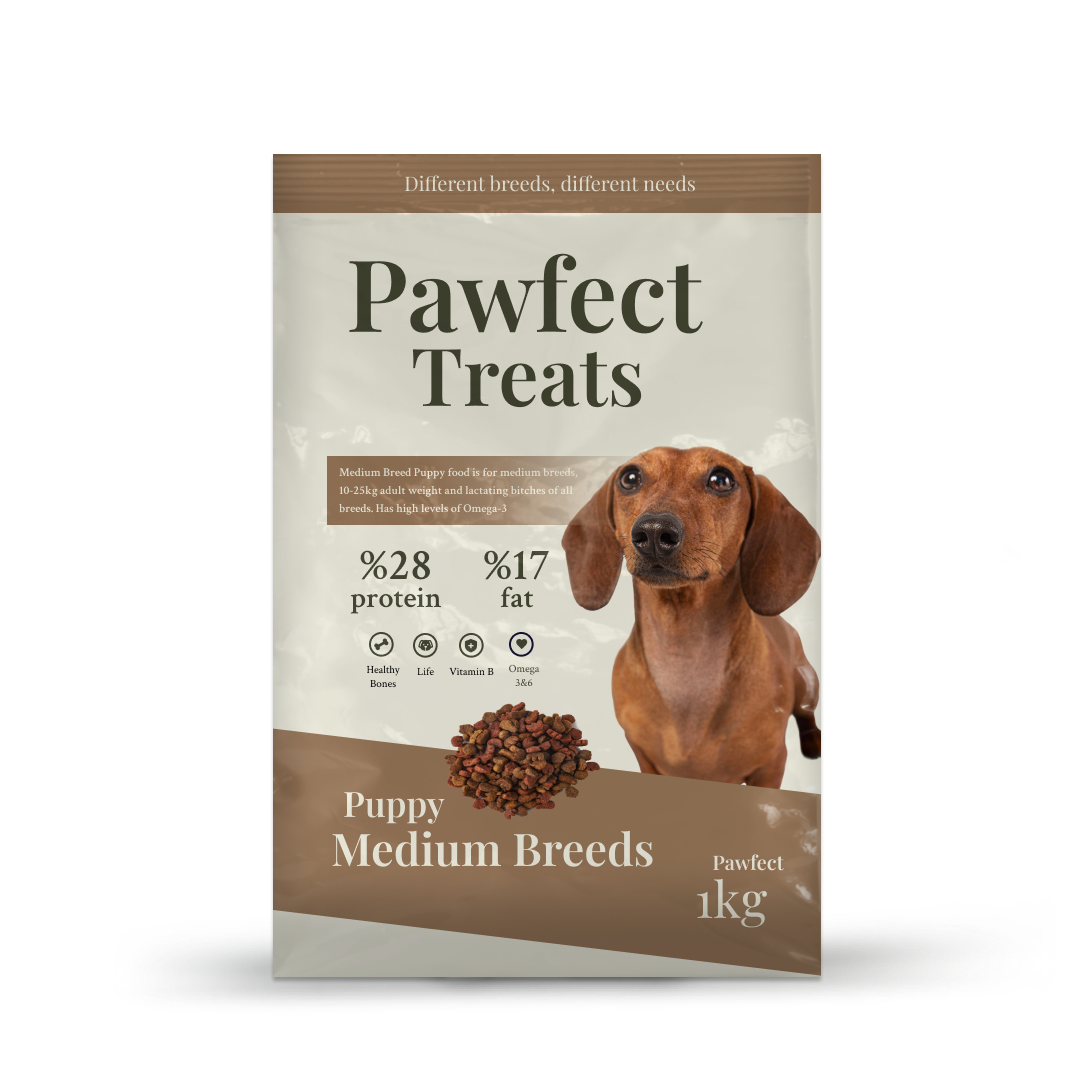 Different breeds, different needs
Pawfect
Treats
Medium Breed Puppy food is for medium breeds,
10-25kg adult weight and lactating bitches of all
breeds. Has high levels of Omega-3
%28
protein
%17
fat
Healthy
Bones
Life
Vitamin B
Omega
3&6
Puppy
Medium Breeds
Pawfect
1kg